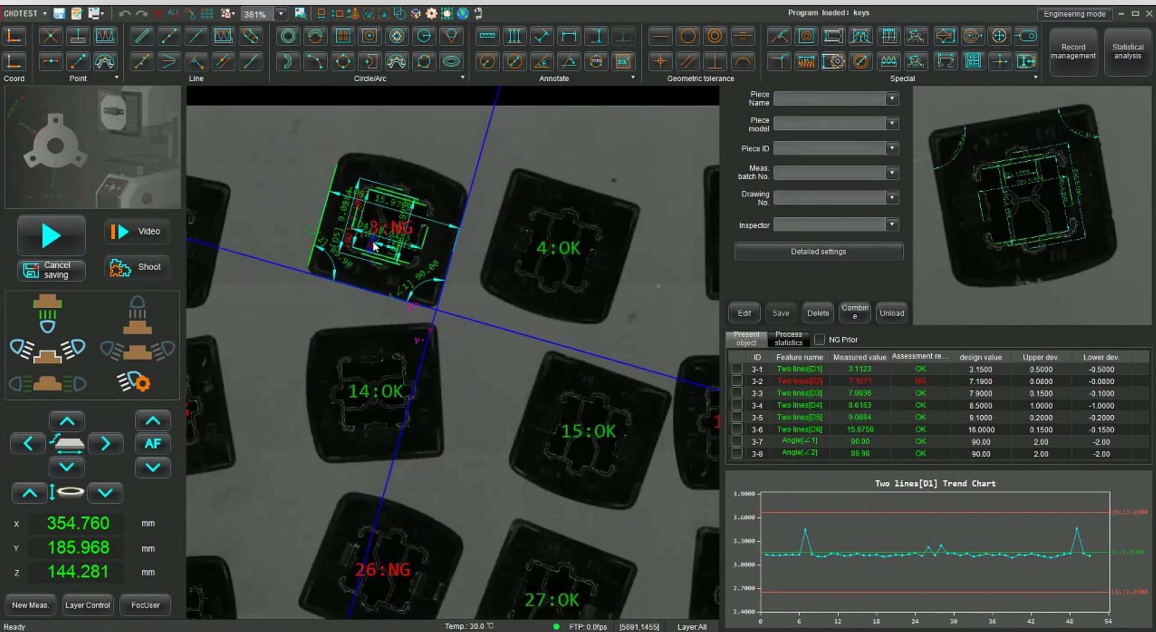 CHOTEST
381%
Program loaded: keys
Engineering mode
Coord
Point
Line
Circle/Arc
Annotate
Geometric tolerance
Special
Record management
Statistical analysis
Video
Cancel saving
Shoot
AF
X 354.760 mm
Y 185.968 mm
Z 144.281 mm
New Meas.
Layer Control
FocUser
3:NG
4:OK
14:OK
15:OK
26:NG
27:OK
Piece Name
Piece model
Piece ID
Meas. batch No.
Drawing No.
Inspector
Detailed settings
Edit
Save
Delete
Combin e
Unload
Present object
Process statistics
NG Prior
ID Feature name Measured value Assessment re... design value Upper dev. Lower dev.
3-1 Two lines[D1] 3.1123 OK 3.1500 0.5000 -0.5000
3-2 Two lines[D2] 7.1071 NG 7.1900 0.0800 -0.0800
3-3 Two lines[D3] 7.9936 OK 7.9000 0.1500 -0.1000
3-4 Two lines[D4] 8.6153 OK 8.5000 1.0000 -1.0000
3-5 Two lines[D5] 9.0884 OK 9.1000 0.2000 -0.2000
3-6 Two lines[D6] 15.9759 OK 16.0000 0.1500 -0.1500
3-7 Angle[∠1] 90.00 OK 90.00 2.00 -2.00
3-8 Angle[∠2] 89.98 OK 90.00 2.00 -2.00
Two lines[D1] Trend Chart
3.9000
3.6000
3.3000
3.0000
2.7000
2.4000
0 6 12 18 24 30 36 42 48 54
Ready
Temp.: 30.0 ℃
FTP: 0.0fps
[5691,1455]
Layer:All